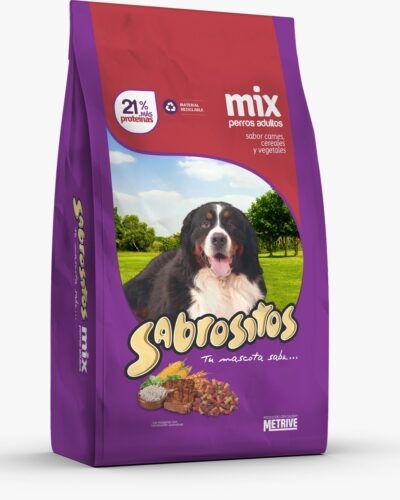 21%
MÁS
proteínas
MATERIAL
RECICLABLE
mix
perros adultos
sabor carnes,
cereales
y vegetales
SABROSITOS
Tu mascota sabe...
METRIVE
SABROSITOS mix